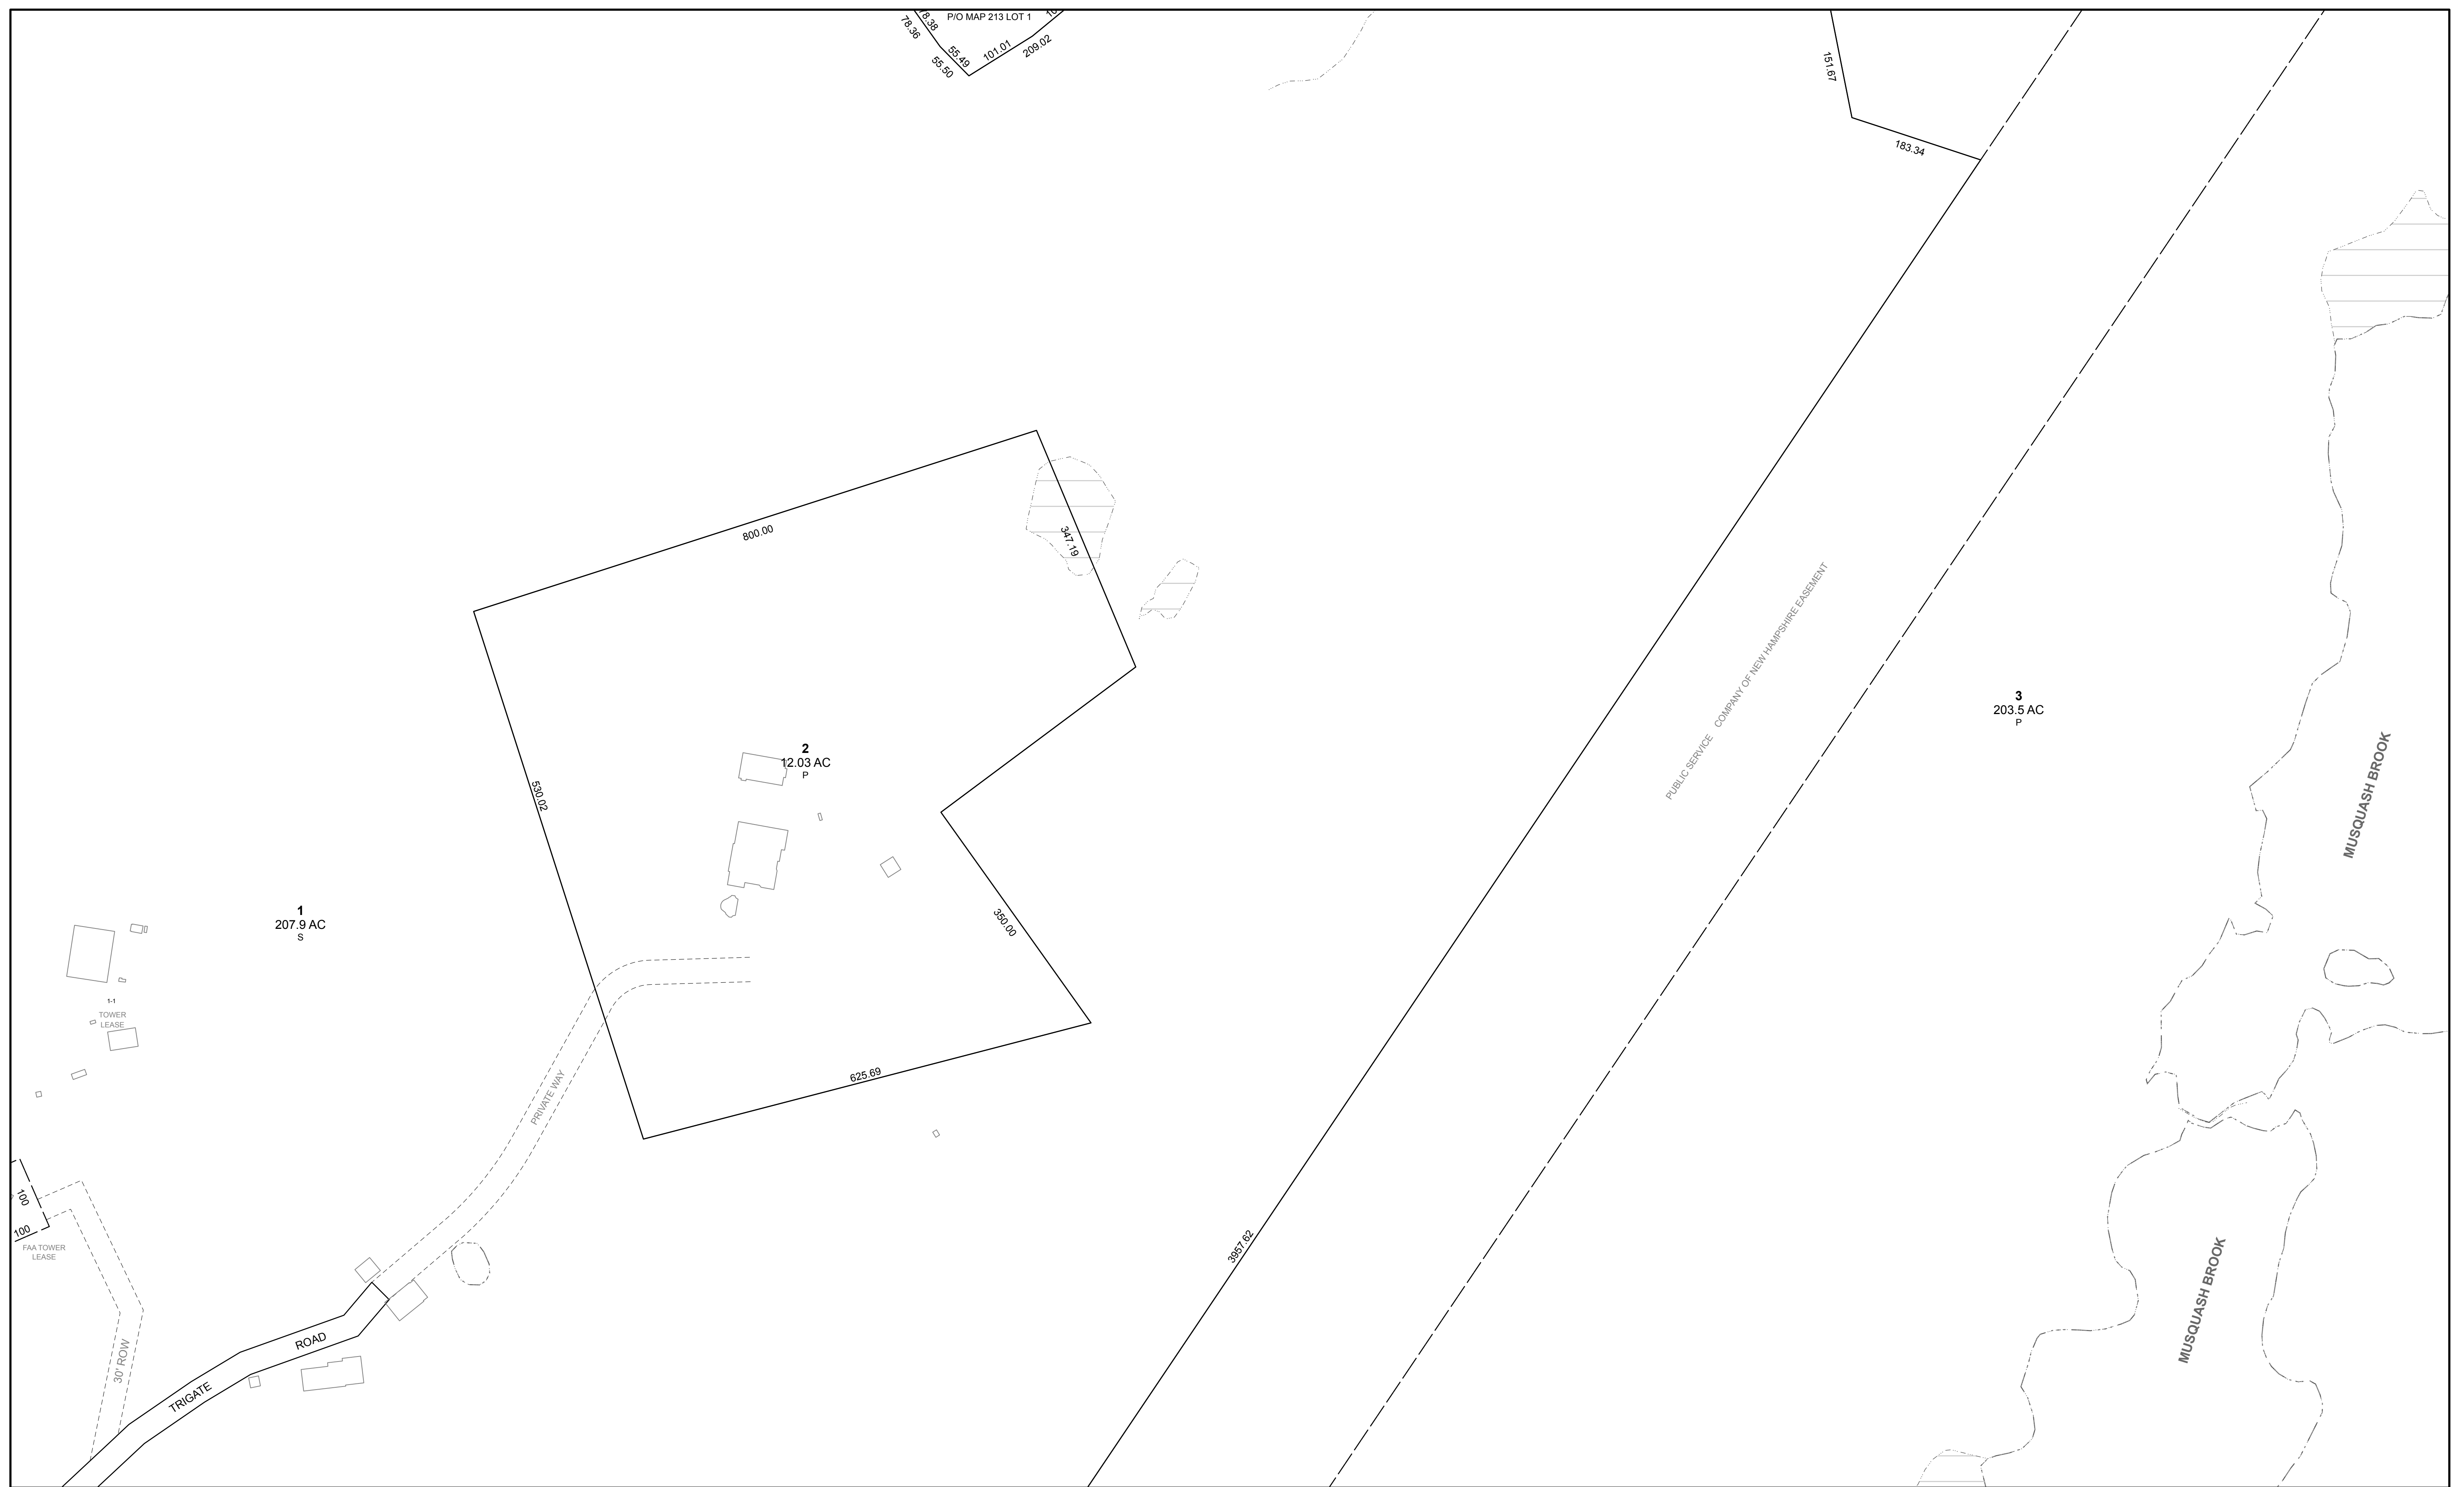 P/O MAP 213 LOT 1
78.38
78.36
55.49
55.50
101.01
209.02
151.67
183.34
800.00
347.19
530.02
2
12.03 AC
P
350.00
625.69
PUBLIC SERVICE COMPANY OF NEW HAMPSHIRE EASEMENT
3
203.5 AC
P
MUSQUASH BROOK
1
207.9 AC
S
1-1
TOWER
LEASE
PRIVATE WAY
100
100
FAA TOWER
LEASE
30' ROW
TRIGATE ROAD
3957.62
MUSQUASH BROOK